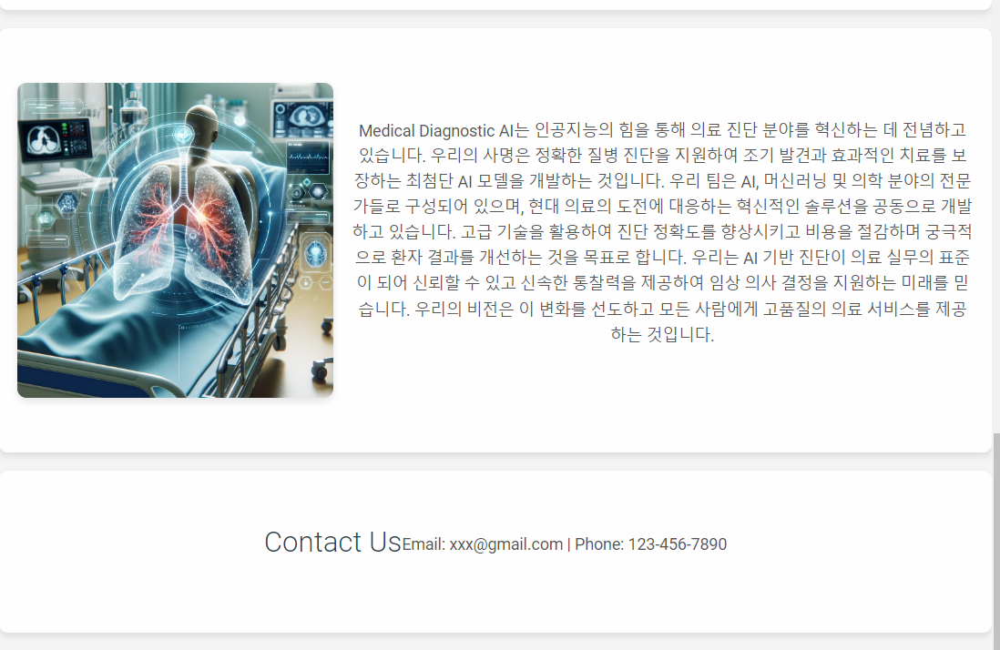 Medical Diagnostic AI는 인공지능의 힘을 통해 의료 진단 분야를 혁신하는 데 전념하고
있습니다. 우리의 사명은 정확한 질병 진단을 지원하여 조기 발견과 효과적인 치료를 보
장하는 최첨단 AI 모델을 개발하는 것입니다. 우리 팀은 AI, 머신러닝 및 의학 분야의 전문
가들로 구성되어 있으며, 현대 의료의 도전에 대응하는 혁신적인 솔루션을 공동으로 개발
하고 있습니다. 고급 기술을 활용하여 진단 정확도를 향상시키고 비용을 절감하며 궁극적
으로 환자 결과를 개선하는 것을 목표로 합니다. 우리는 AI 기반 진단이 의료 실무의 표준
이 되어 신뢰할 수 있고 신속한 통찰력을 제공하여 임상 의사 결정을 지원하는 미래를 믿
습니다. 우리의 비전은 이 변화를 선도하고 모든 사람에게 고품질의 의료 서비스를 제공
하는 것입니다.
Contact UsEmail: xxx@gmail.com | Phone: 123-456-7890